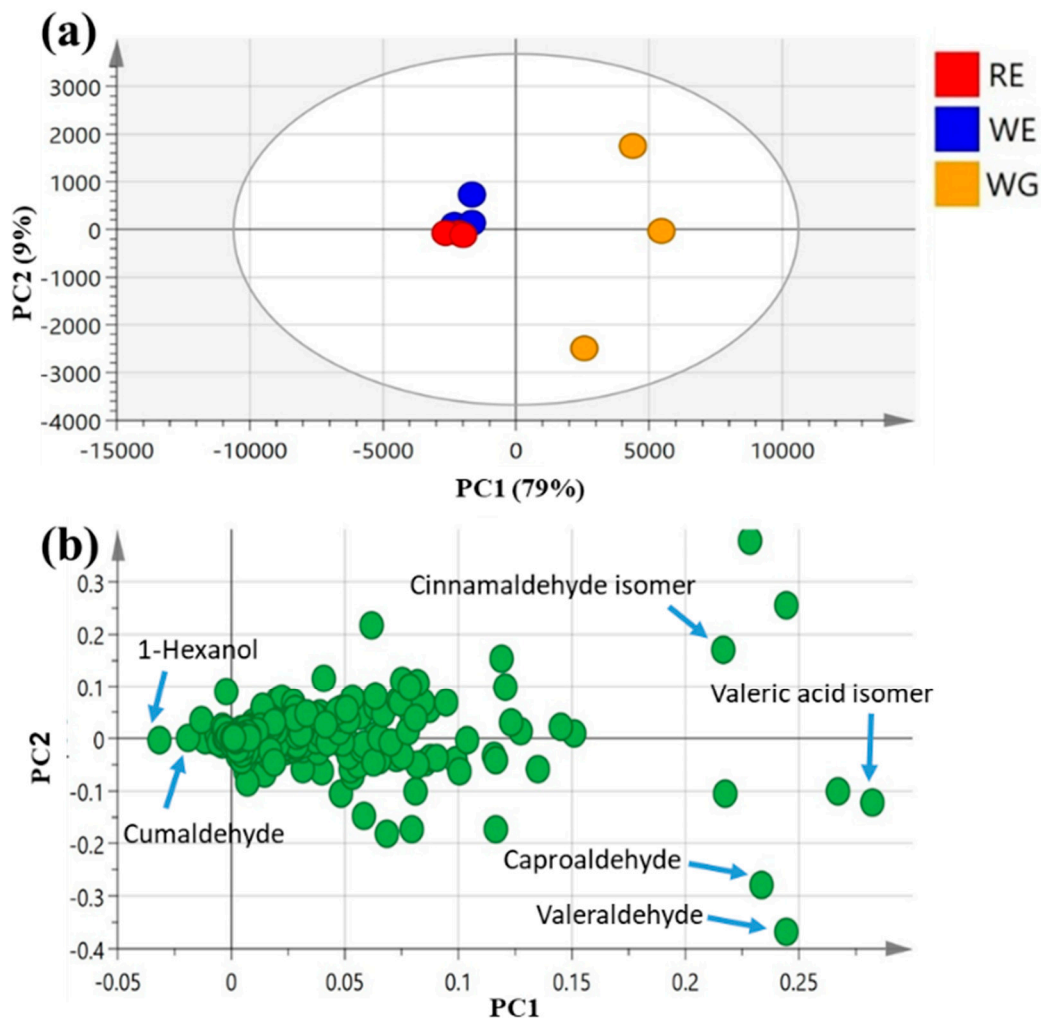 (a)
RE
WE
WG
3000
2000
1000
0
-1000
-2000
-3000
-4000
PC2 (9%)
-15000 -10000 -5000 0 5000 10000
PC1 (79%)
(b)
Cinnamaldehyde isomer
1-Hexanol
Valeric acid isomer
Cumaldehyde
Caproaldehyde
Valeraldehyde
0.3
0.2
0.1
0
-0.1
-0.2
-0.3
-0.4
PC2
-0.05 0 0.05 0.1 0.15 0.2 0.25
PC1